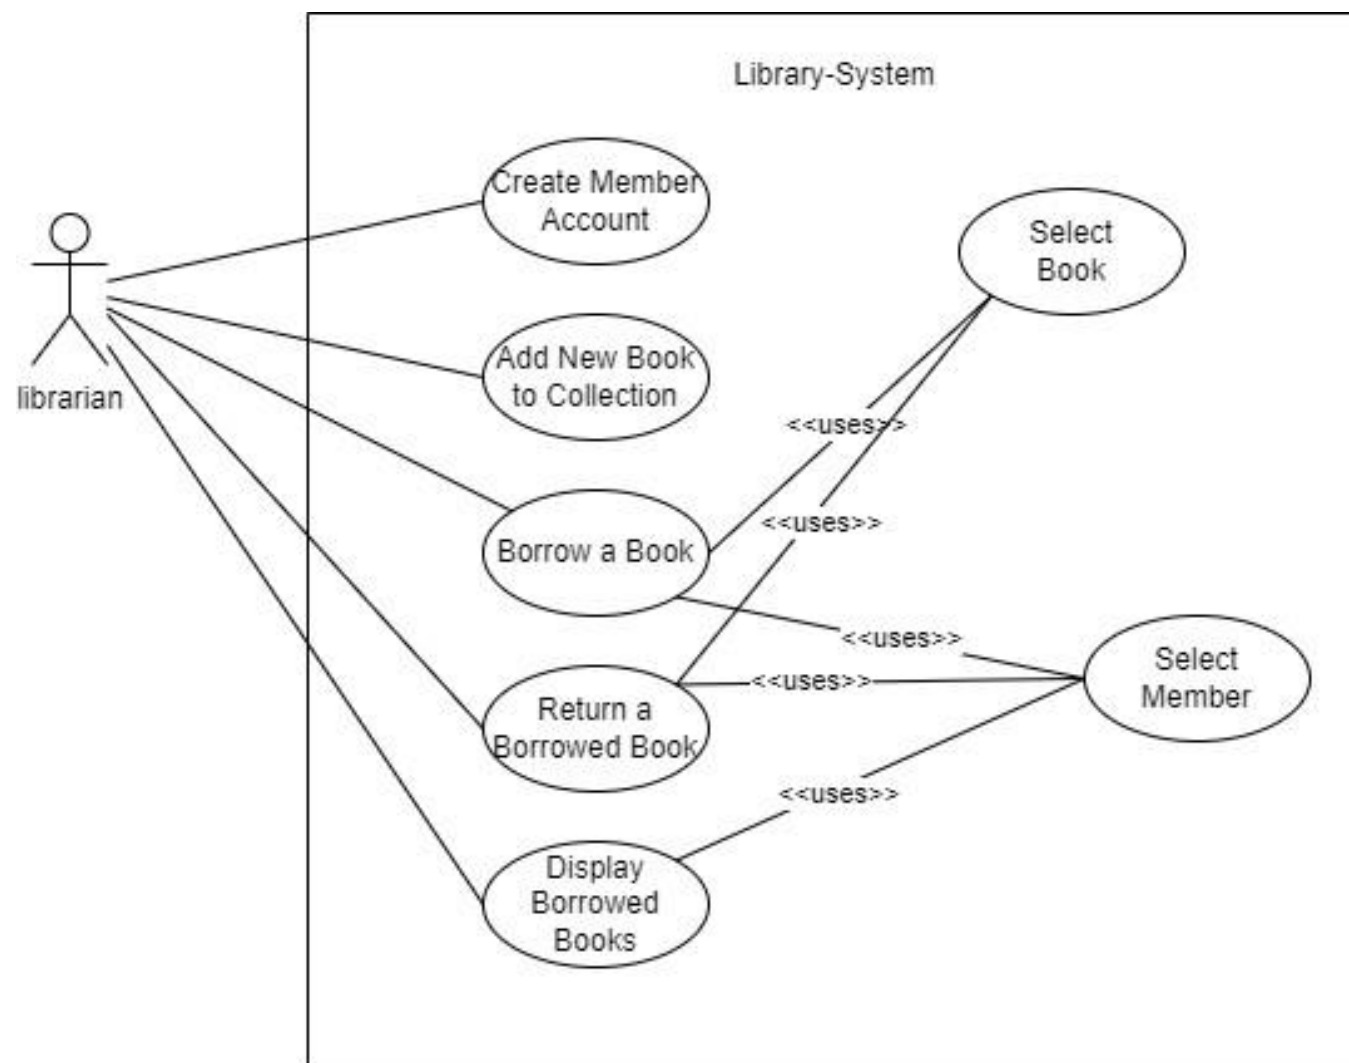 Library-System
Create Member
Account
Select
Book
librarian
Add New Book
to Collection
<<uses>>
<<uses>>
Borrow a Book
<<uses>>
Select
Member
<<uses>>
Return a
Borrowed Book
<<uses>>
Display
Borrowed
Books